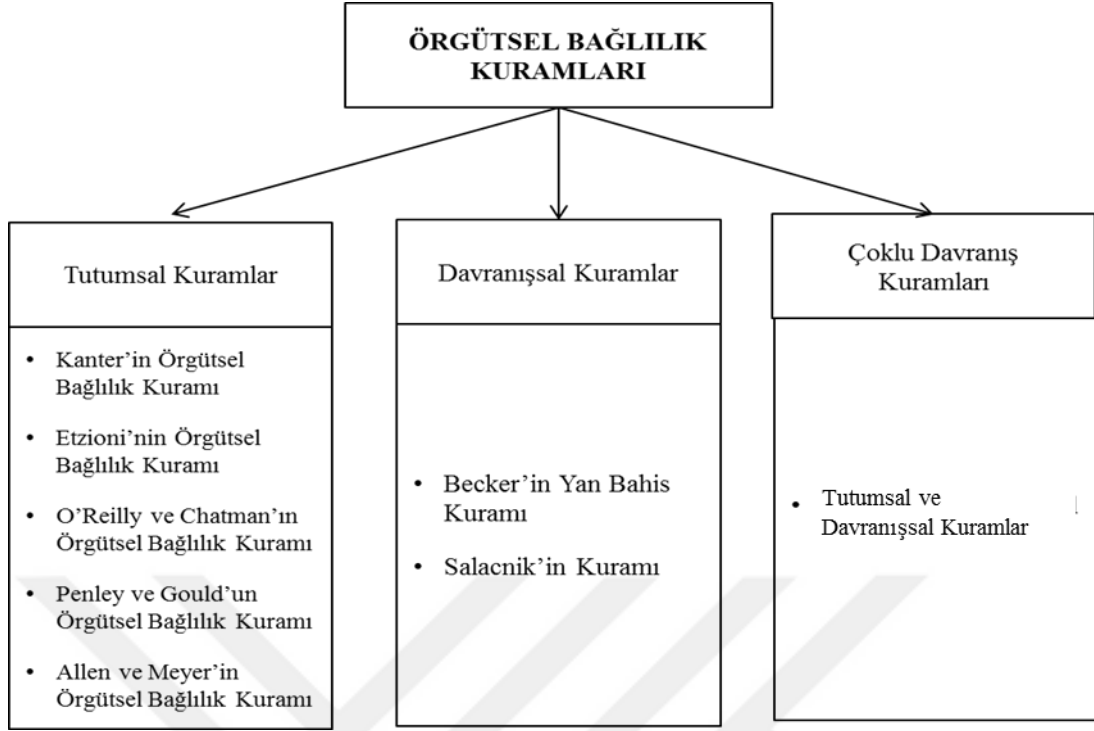 ÖRGÜTSEL BAĞLILIK
KURAMLARI
Tutumsal Kuramlar
• Kanter’in Örgütsel
Bağlılık Kuramı
• Etzioni’nin Örgütsel
Bağlılık Kuramı
• O’Reilly ve Chatman’ın
Örgütsel Bağlılık Kuramı
• Penley ve Gould’un
Örgütsel Bağlılık Kuramı
• Allen ve Meyer’in
Örgütsel Bağlılık Kuramı
Davranışsal Kuramlar
• Becker’in Yan Bahis
Kuramı
• Salacnik’in Kuramı
Çoklu Davranış
Kuramları
• Tutumsal ve
Davranışsal Kuramlar